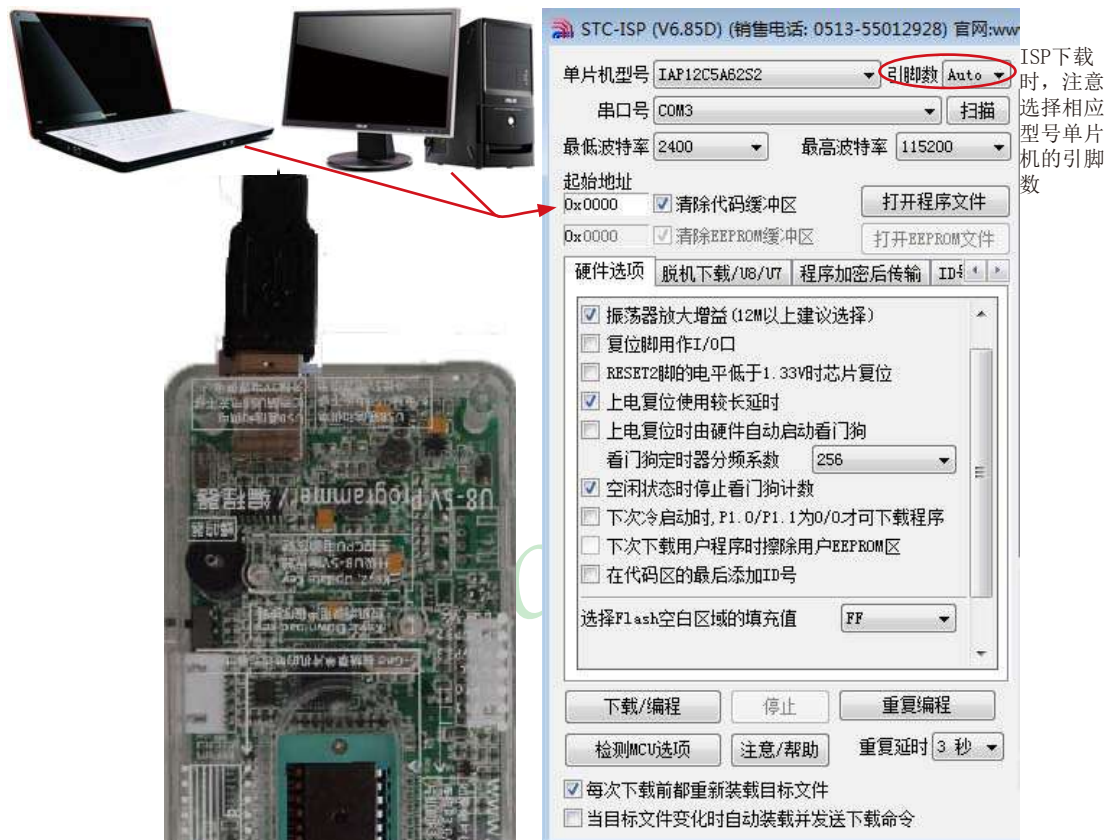 STC-ISP (V6.85D) (销售电话: 0513-55012928) 官网:www
单片机型号 IAP12C5A62S2 引脚数 Auto
串口号 COM3 扫描
最低波特率 2400 最高波特率 115200
起始地址
0x0000 清除代码缓冲区 打开程序文件
0x0000 清除EEPROM缓冲区 打开EEPROM文件
硬件选项 脱机下载/U8/U7 程序加密后传输 ID号
振荡器放大增益(12M以上建议选择)
复位脚用作I/O口
RESET2脚的电平低于1.33V时芯片复位
上电复位使用较长延时
上电复位时由硬件自动启动看门狗
看门狗定时器分频系数 256
空闲状态时停止看门狗计数
下次冷启动时,P1.0/P1.1为0/0才可下载程序
下次下载用户程序时擦除用户EEPROM区
在代码区的最后添加ID号
选择Flash空白区域的填充值 FF
下载/编程 停止 重复编程
检测MCU选项 注意/帮助 重复延时 3 秒
每次下载前都重新装载目标文件
当目标文件变化时自动装载并发送下载命令
ISP下载
时，注意
选择相应
型号单片
机的引脚
数
U8-5V Programmer / 编程器